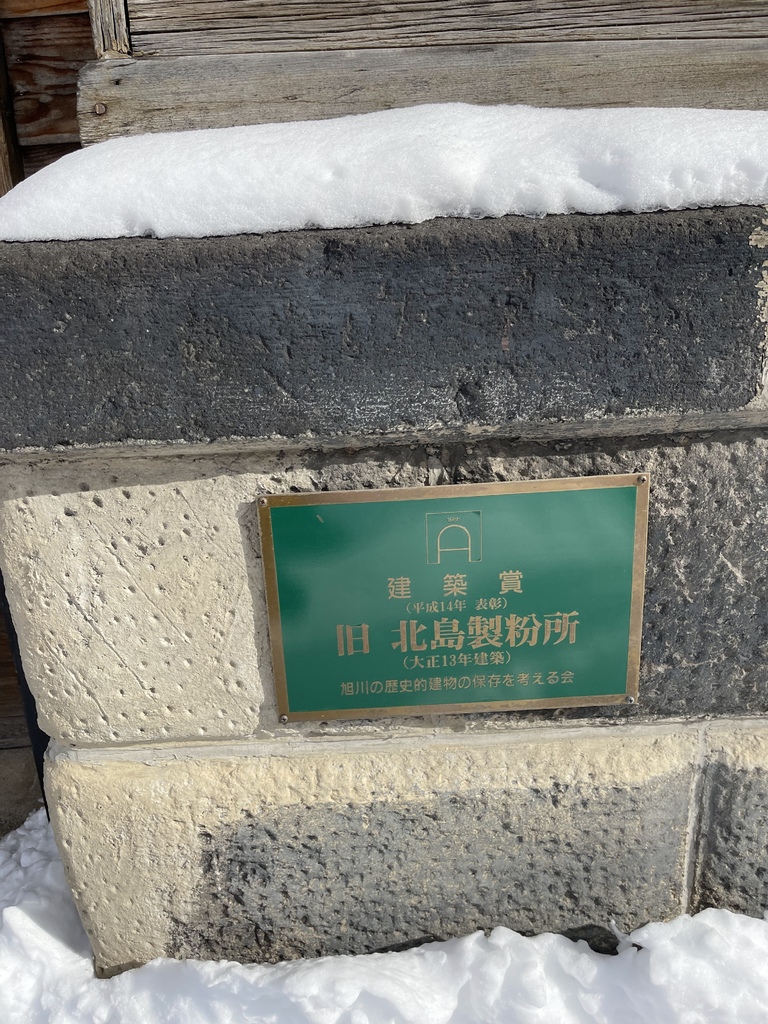 建築賞
(平成14年 表彰)
旧 北島製粉所
(大正13年建築)
旭川の歴史的建物の保存を考える会